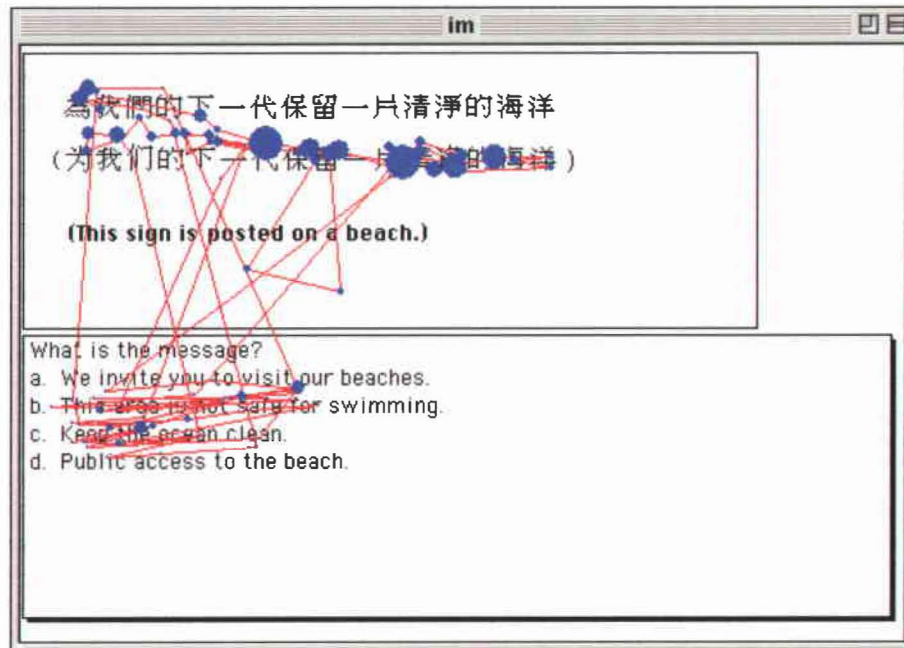 im
為我們的下一代保留一片清淨的海洋
(为我们的下一代保留一片清净的海洋)
(This sign is posted on a beach.)
What is the message?
a. We invite you to visit our beaches.
b. This area is not safe for swimming.
c. Keep the ocean clean.
d. Public access to the beach.